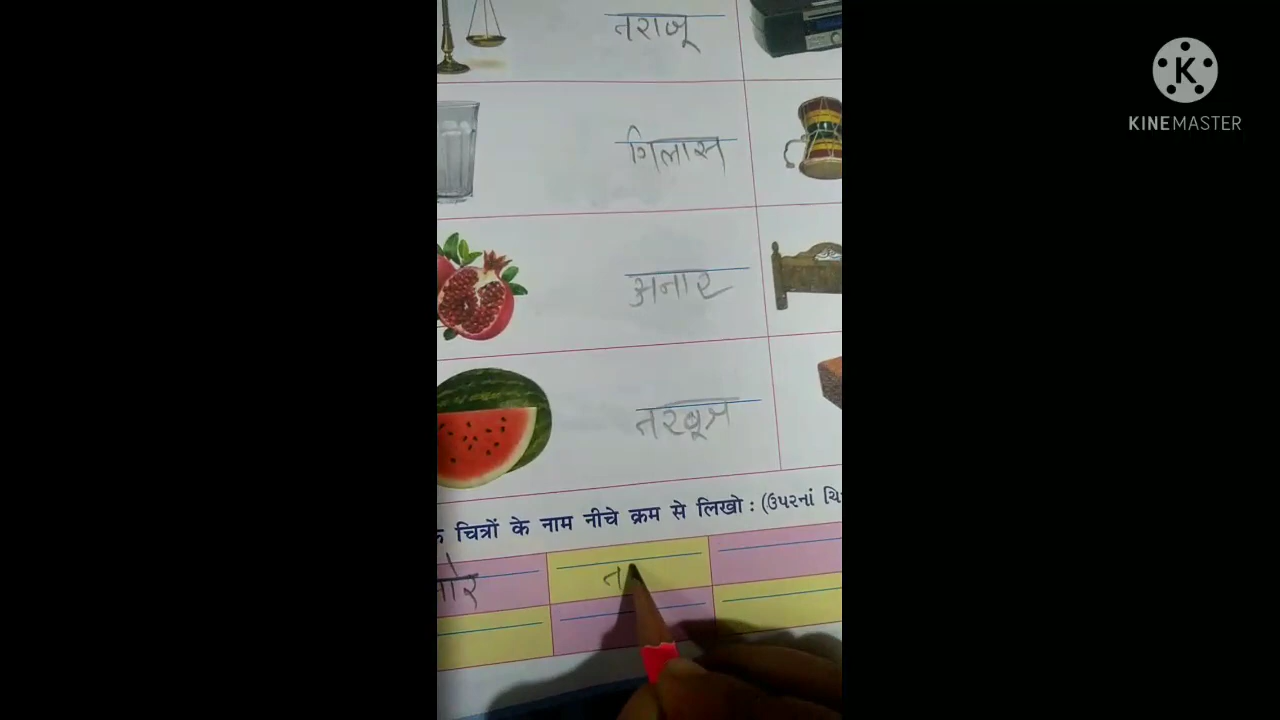 तराजू
गिलास
अनार
तरबूज
चित्रों के नाम नीचे क्रम से लिखो : (ઉપરનાં
त
KINEMASTER